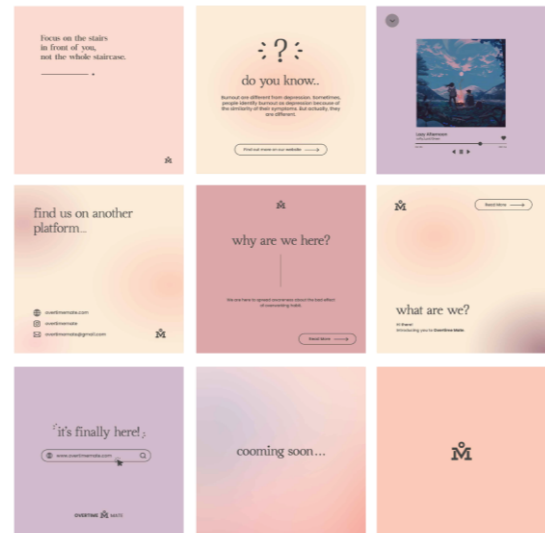 Focus on the stairs
in front of you,
not the whole staircase.
?
do you know..
Burnout are different from depression. Sometimes,
people identify burnout as depression because of
the similarity of their symptoms. But actually, they
are different.
Find out more on our website
Lazy Afternoon
find us on another
platform...
overtimemate.com
overtimemate
overtimemate@gmail.com
why are we here?
We are here to spread awareness about the bad effect
of overworking habit.
Read More
Read More
what are we?
Hi there!
Introducing you to Overtime Mate.
it's finally here!
www.overtimemate.com
OVERTIME M MATE
cooming soon...